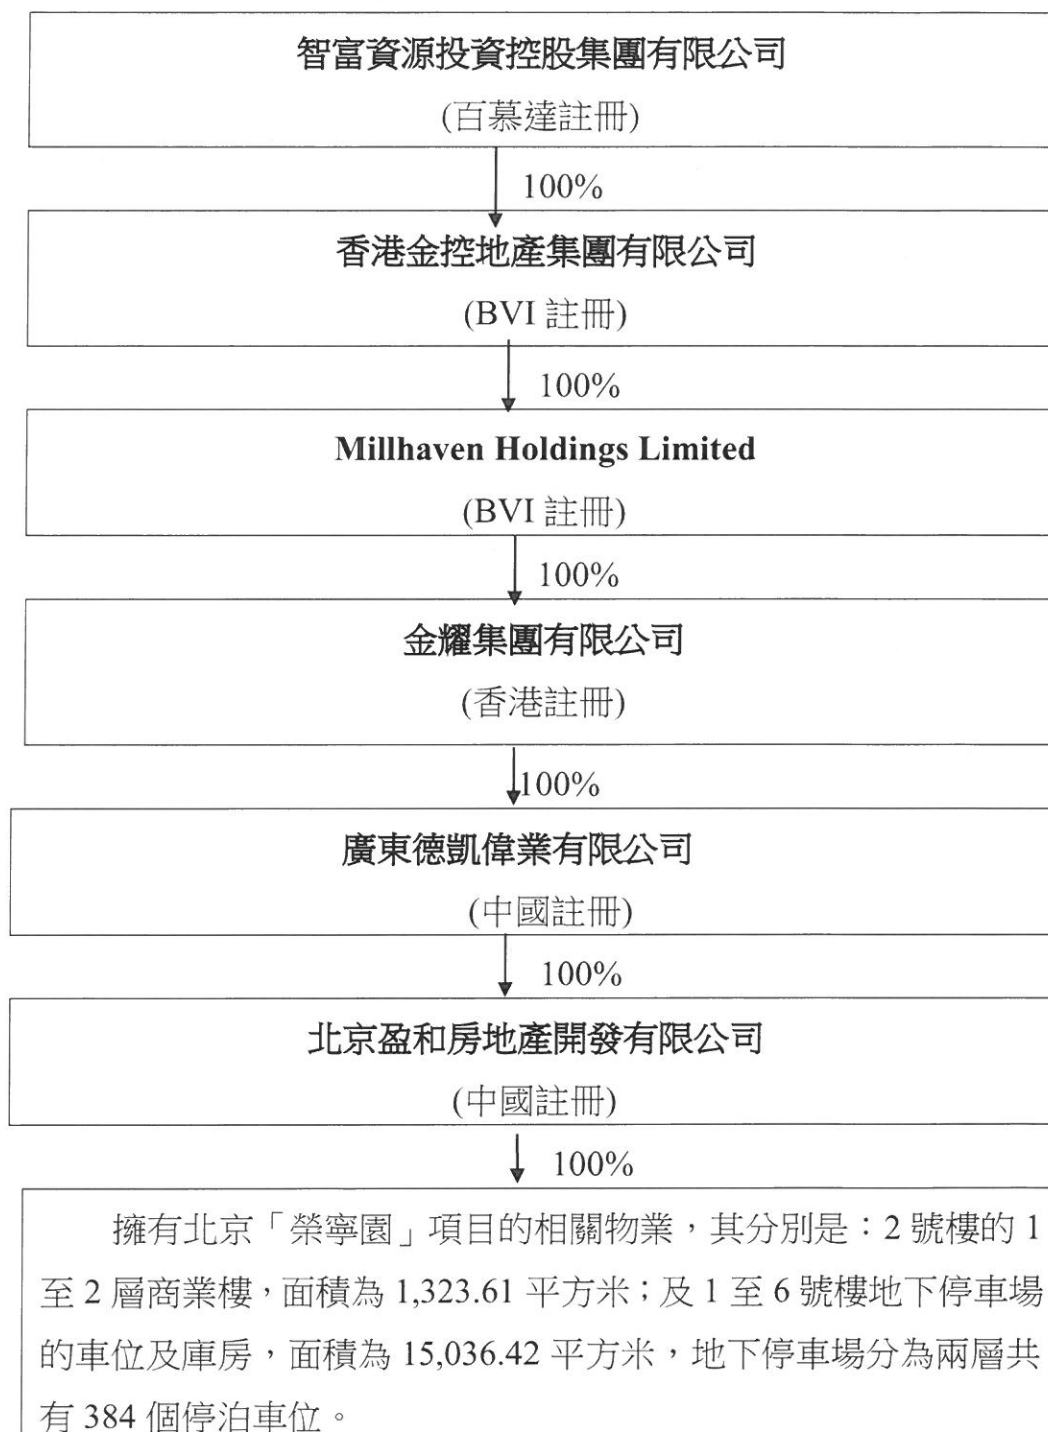 智富資源投資控股集團有限公司
(百慕達註冊)
100%
香港金控地產集團有限公司
(BVI 註冊)
100%
Millhaven Holdings Limited
(BVI 註冊)
100%
金耀集團有限公司
(香港註冊)
100%
廣東德凱偉業有限公司
(中國註冊)
100%
北京盈和房地產開發有限公司
(中國註冊)
100%
擁有北京「榮寧園」項目的相關物業，其分別是：2 號樓的 1
至 2 層商業樓，面積為 1,323.61 平方米；及 1 至 6 號樓地下停車場
的車位及庫房，面積為 15,036.42 平方米，地下停車場分為兩層共
有 384 個停泊車位。